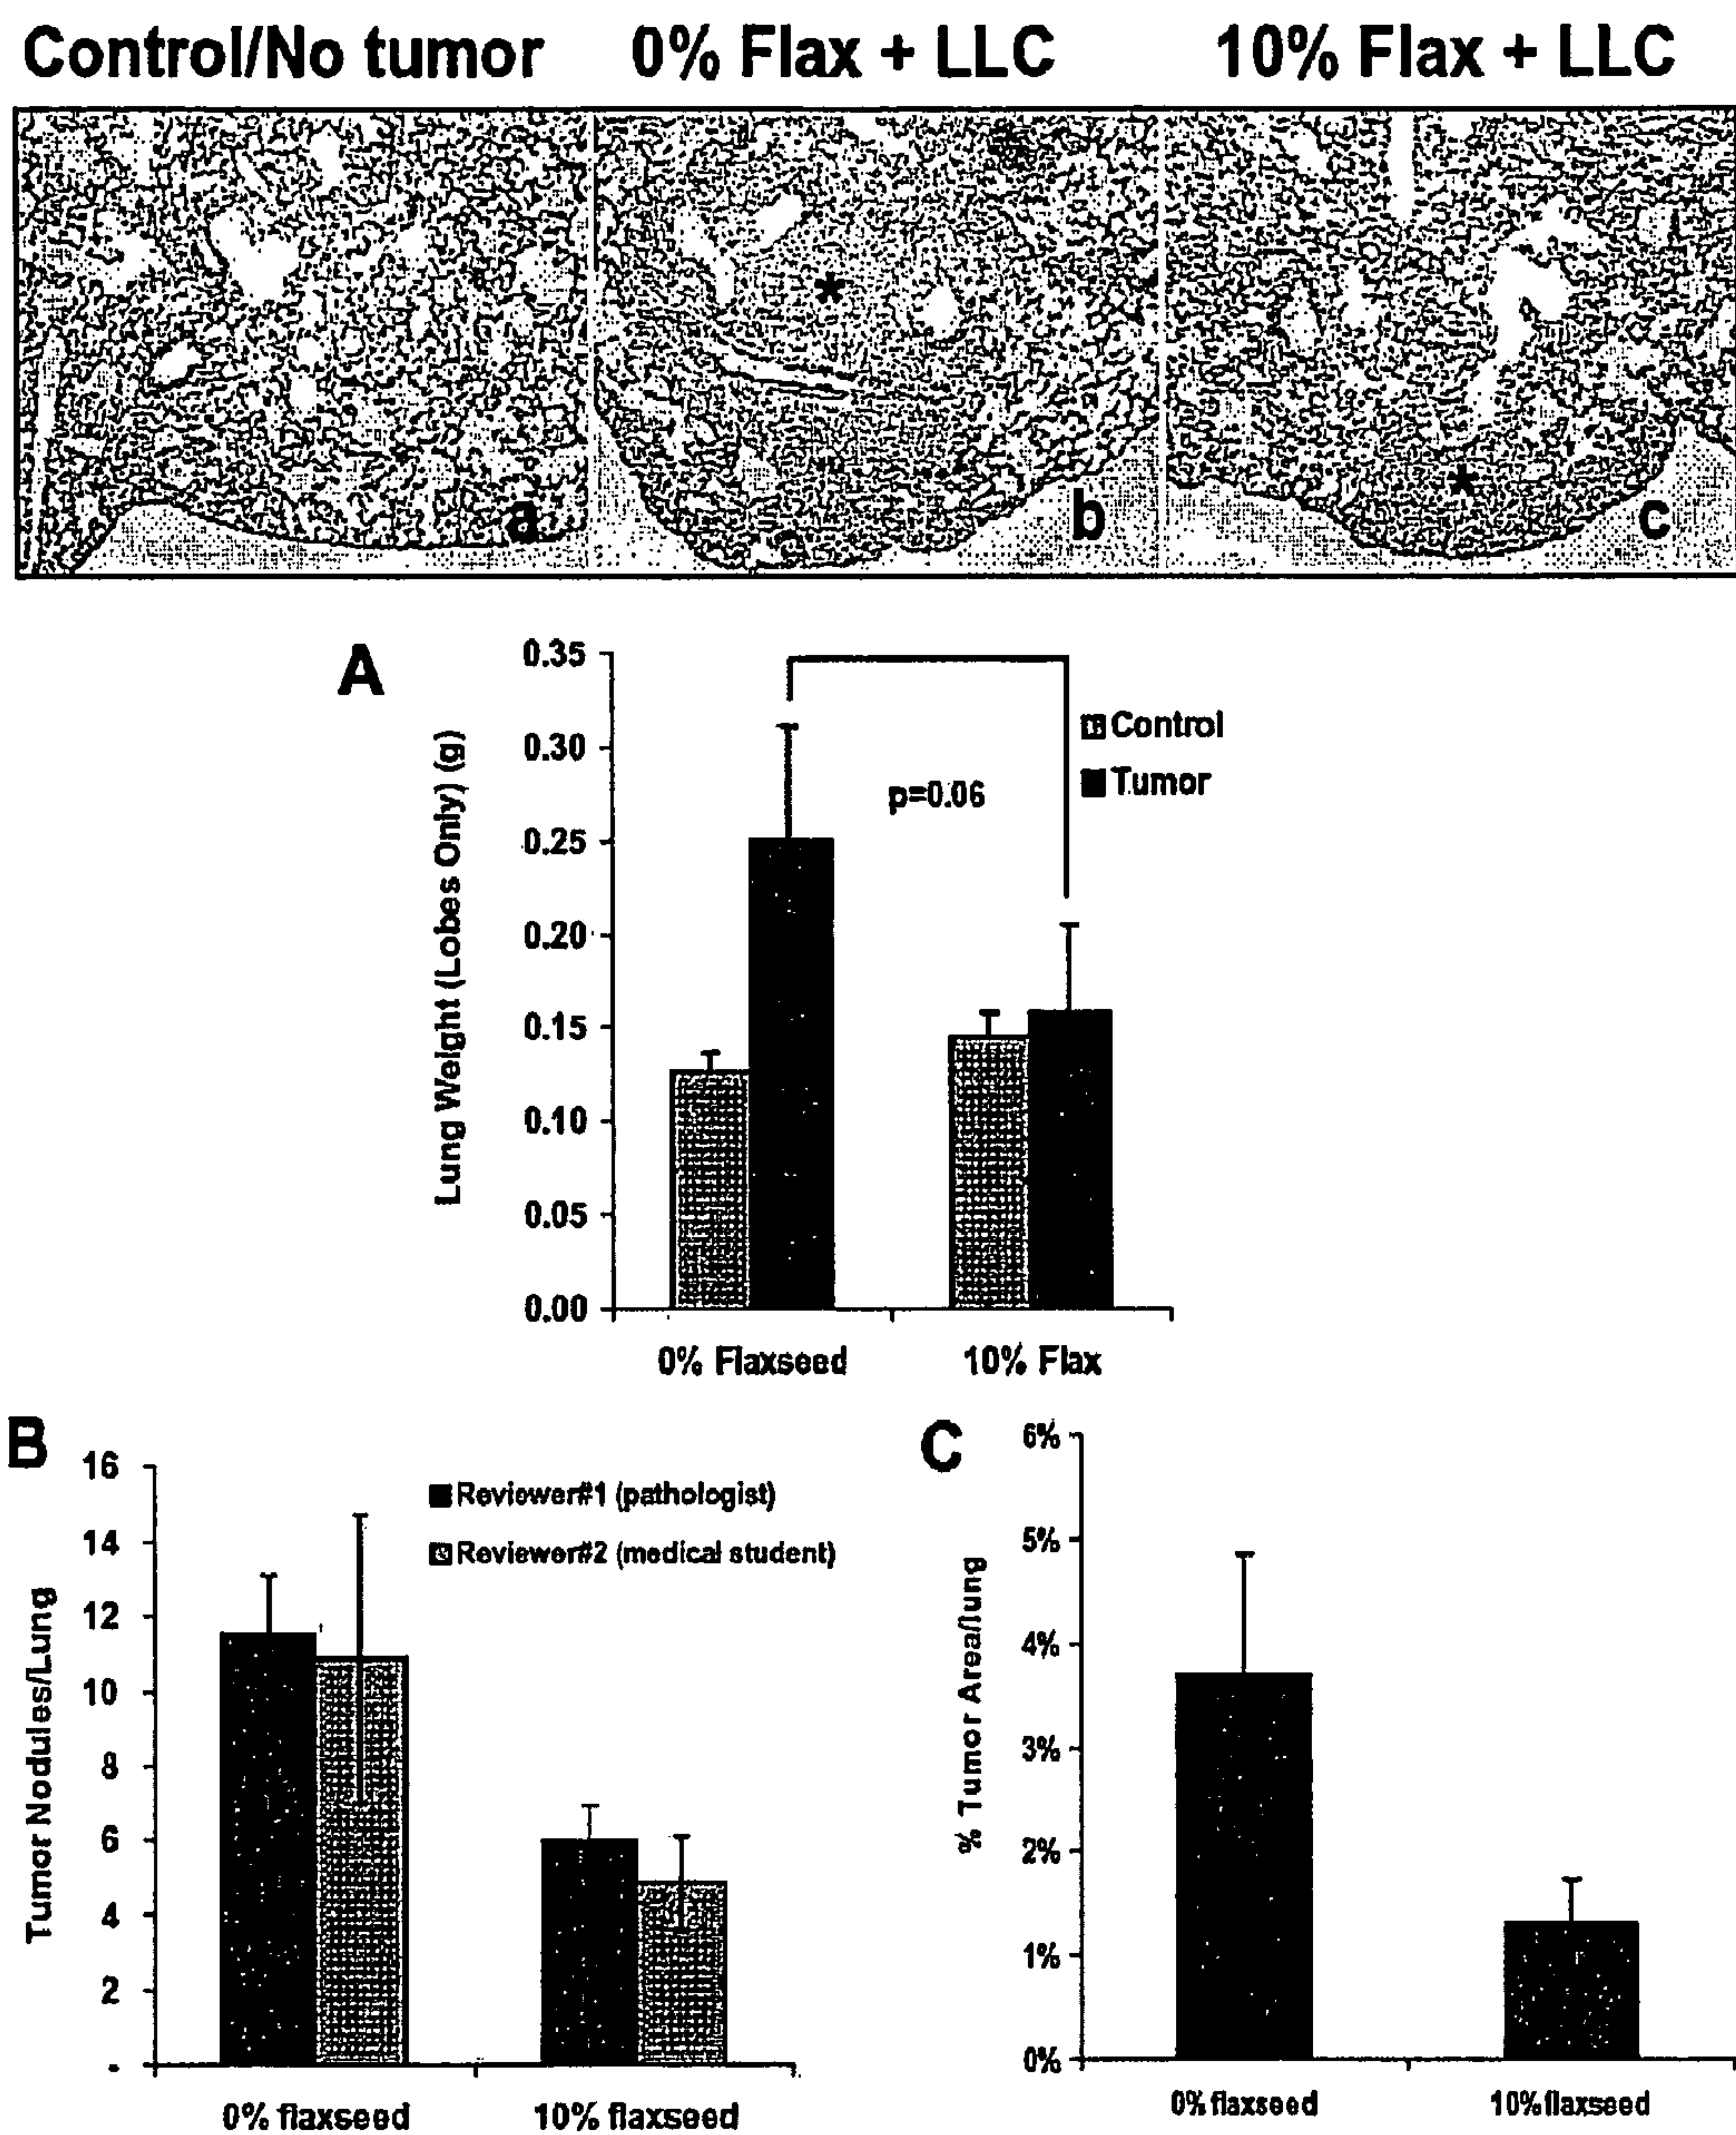 Control/No tumor 0% Flax + LLC 10% Flax + LLC
* *
a b c
A
0.35
0.30
0.25
0.20
0.15
0.10
0.05
0.00
Lung Weight (Lobes Only) (g)
p=0.06
Control
Tumor
0% Flaxseed 10% Flax
B
16
14
12
10
8
6
4
2
-
Tumor Nodules/Lung
Reviewer#1 (pathologist)
Reviewer#2 (medical student)
0% flaxseed 10% flaxseed
C
6%
5%
4%
3%
2%
1%
0%
% Tumor Area/lung
0% flaxseed 10% flaxseed